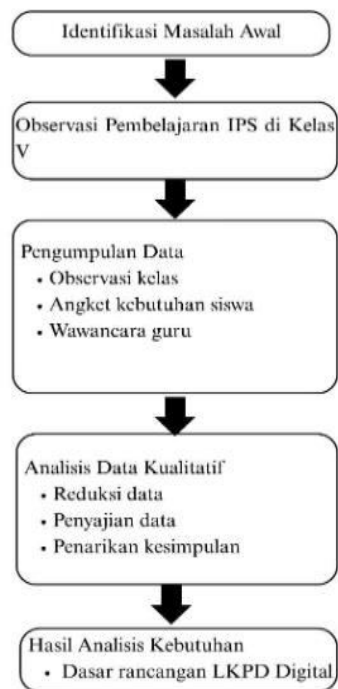 Identifikasi Masalah Awal
Observasi Pembelajaran IPS di Kelas
V
Pengumpulan Data
• Observasi kelas
• Angket kebutuhan siswa
• Wawancara guru
Analisis Data Kualitatif
• Reduksi data
• Penyajian data
• Penarikan kesimpulan
Hasil Analisis Kebutuhan
• Dasar rancangan LKPD Digital